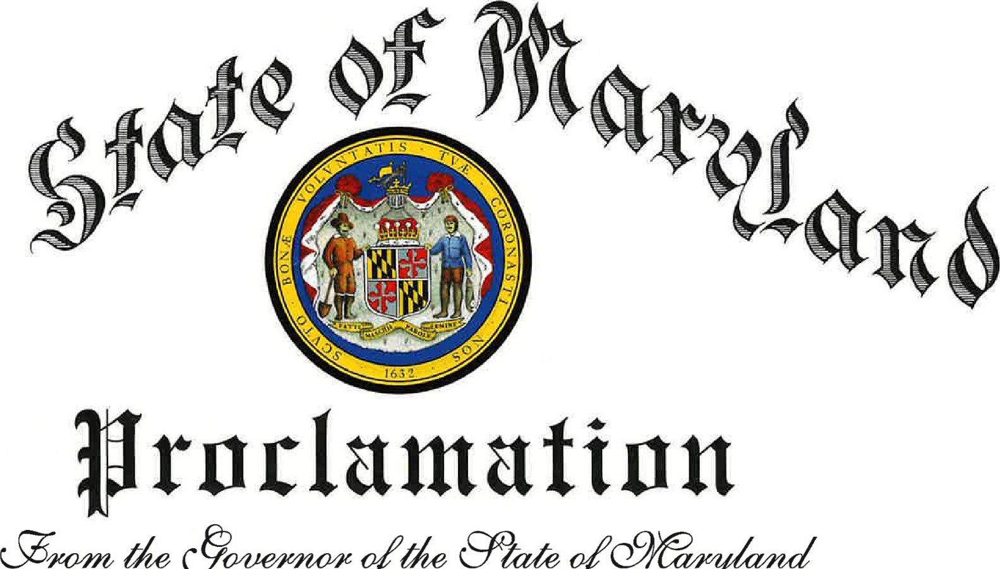 State of Maryland
SCVTO · BONÆ · VOLVNTATIS · TVÆ · CORONASTI · NOS
FATTI MASCHII PAROLE FEMINE
1632
Proclamation
From the Governor of the State of Maryland